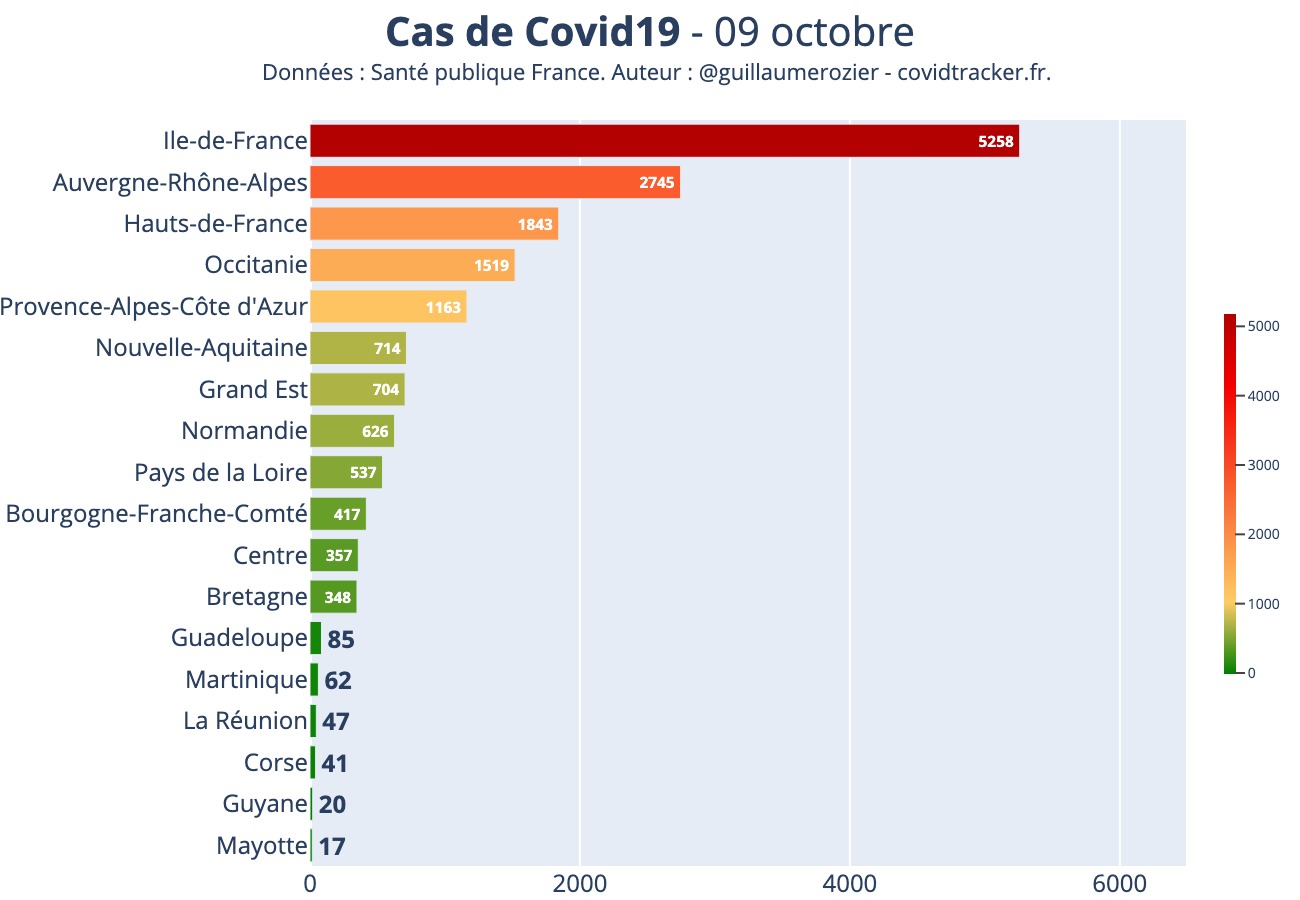 Cas de Covid19 - 09 octobre
Données : Santé publique France. Auteur : @guillaumerozier - covidtracker.fr.
Ile-de-France 5258
Auvergne-Rhône-Alpes 2745
Hauts-de-France 1843
Occitanie 1519
Provence-Alpes-Côte d'Azur 1163
Nouvelle-Aquitaine 714
Grand Est 704
Normandie 626
Pays de la Loire 537
Bourgogne-Franche-Comté 417
Centre 357
Bretagne 348
Guadeloupe 85
Martinique 62
La Réunion 47
Corse 41
Guyane 20
Mayotte 17
0 2000 4000 6000
5000
4000
3000
2000
1000
0